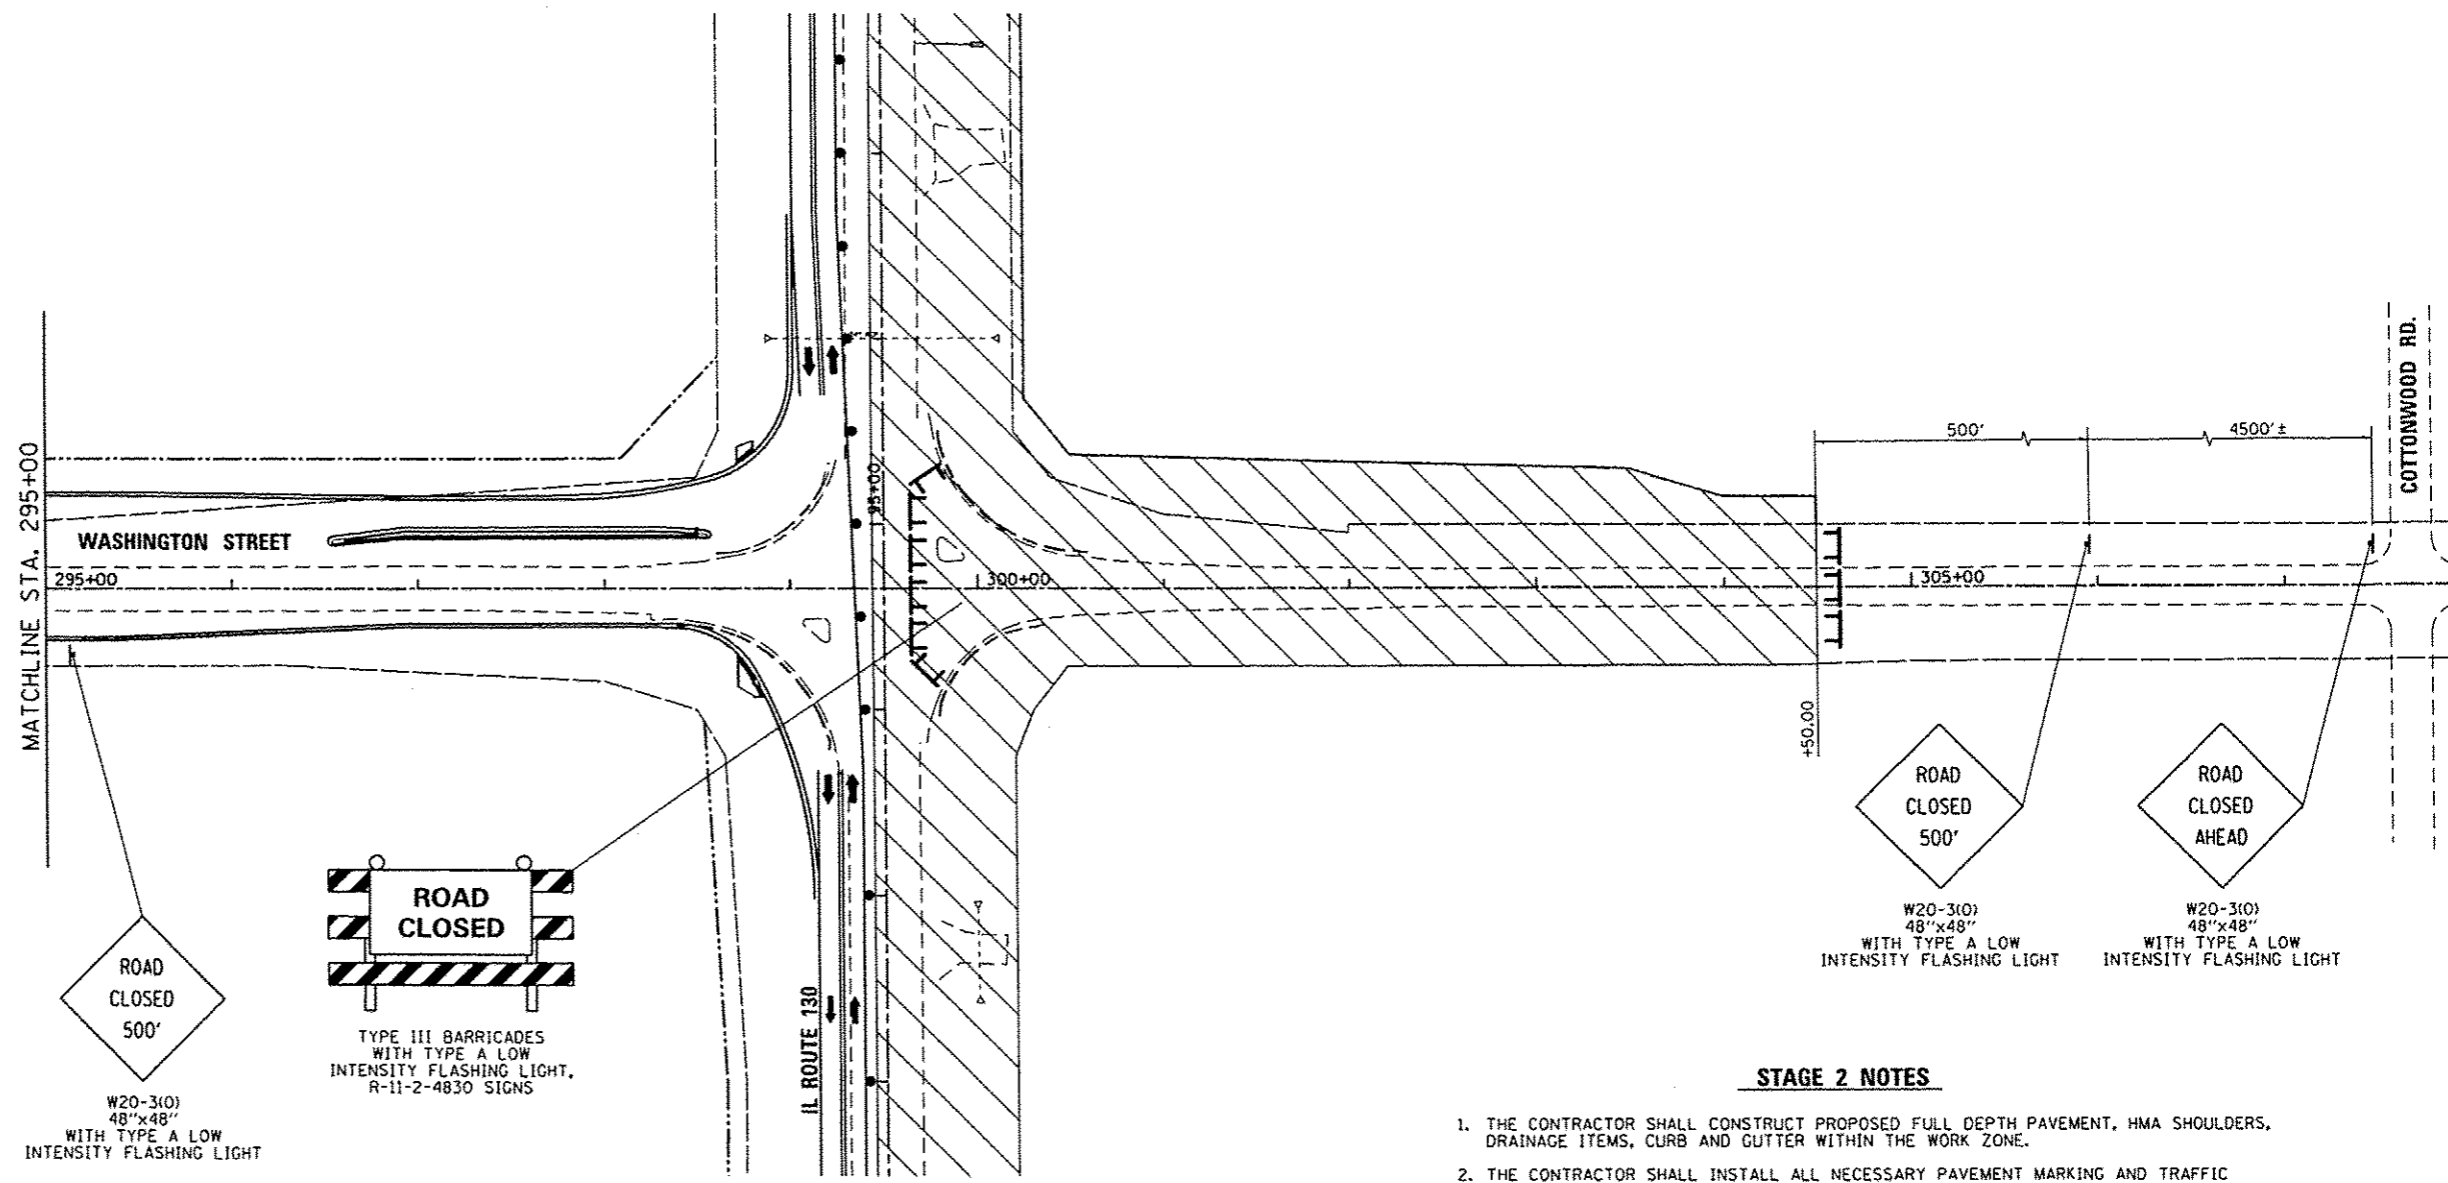 MATCHLINE STA. 295+00
WASHINGTON STREET
295+00
95+00
300+00
305+00
500'
4500'±
COTTONWOOD RD.
+50.00
IL ROUTE 130
ROAD
CLOSED
500'
W20-3(O)
48"x48"
WITH TYPE A LOW
INTENSITY FLASHING LIGHT
ROAD
CLOSED
TYPE III BARRICADES
WITH TYPE A LOW
INTENSITY FLASHING LIGHT,
R-11-2-4830 SIGNS
ROAD
CLOSED
500'
W20-3(O)
48"x48"
WITH TYPE A LOW
INTENSITY FLASHING LIGHT
ROAD
CLOSED
AHEAD
W20-3(O)
48"x48"
WITH TYPE A LOW
INTENSITY FLASHING LIGHT
STAGE 2 NOTES
1. THE CONTRACTOR SHALL CONSTRUCT PROPOSED FULL DEPTH PAVEMENT, HMA SHOULDERS,
DRAINAGE ITEMS, CURB AND GUTTER WITHIN THE WORK ZONE.
2. THE CONTRACTOR SHALL INSTALL ALL NECESSARY PAVEMENT MARKING AND TRAFFIC